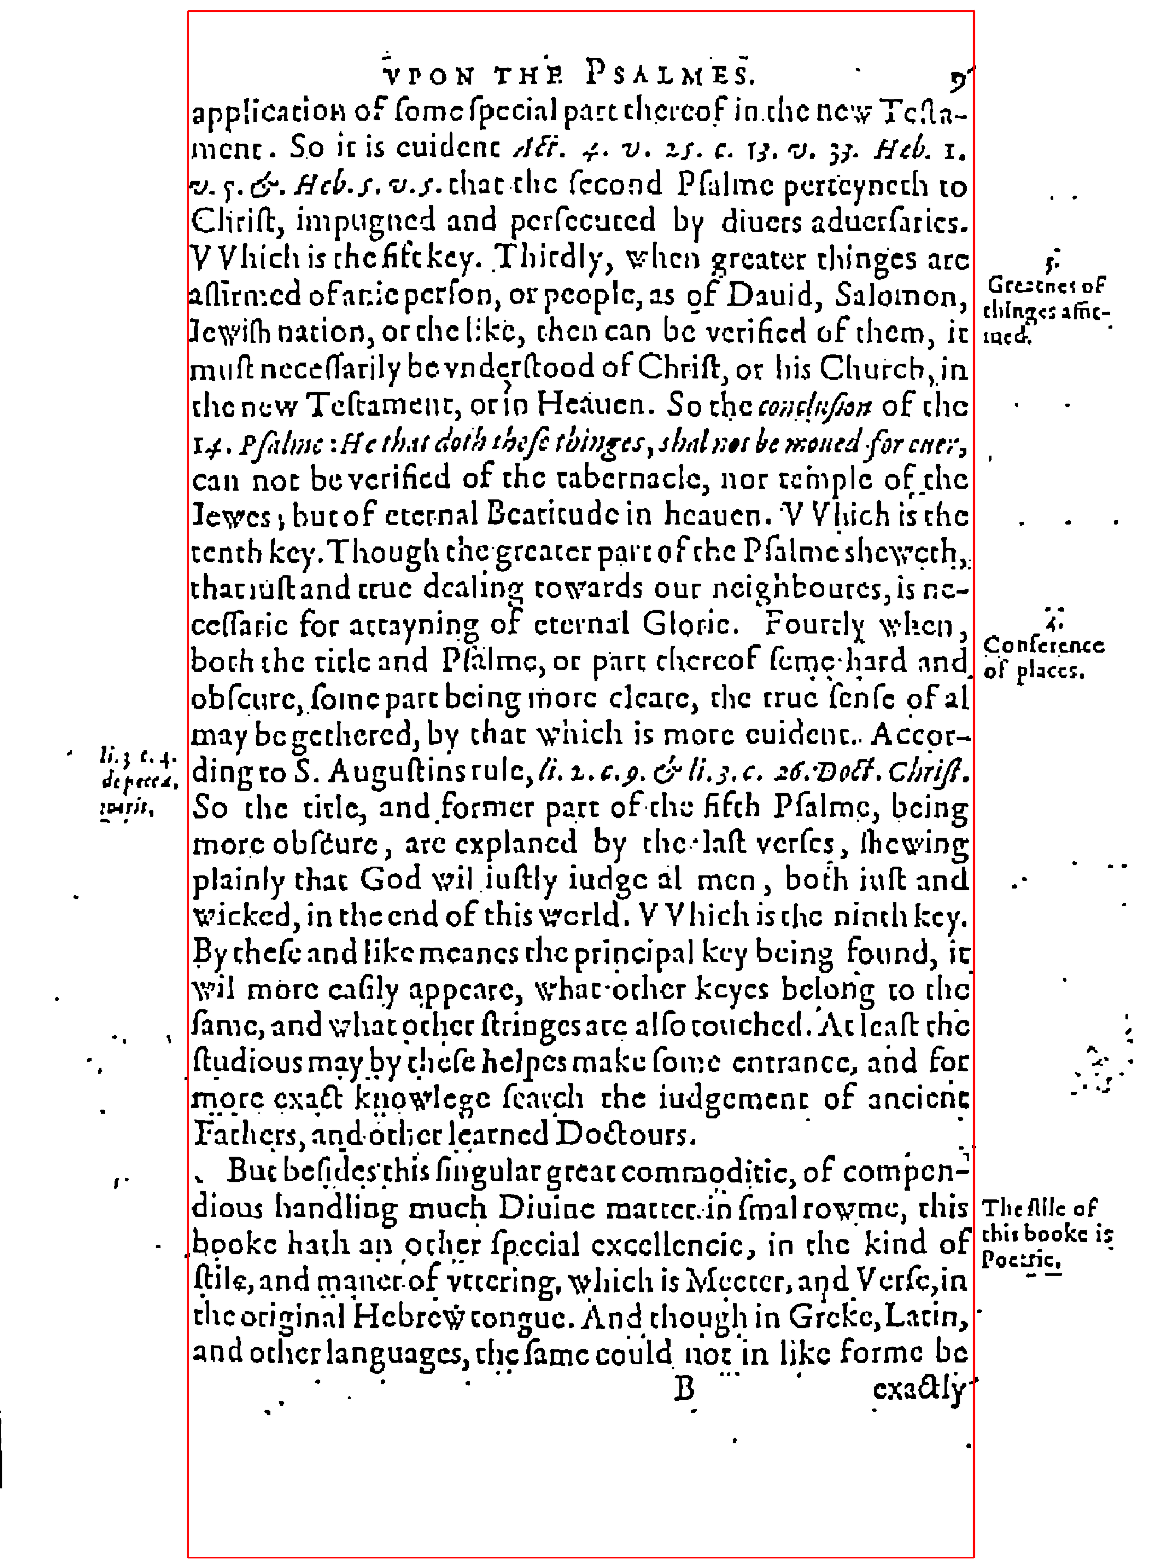 VPON THE PSALMES. 9
application of ſome ſpecial part thereof in the new Teſta-
ment. So it is euident Act. 4. v. 25. c. 13. v. 33. Heb. 1.
v. 5. &. Heb. 5. v. 5. that the ſecond Pſalme perteyneth to
Chriſt, impugned and perſecuted by diuers aduerſaries.
VVhich is the fift key. Thirdly, when greater thinges are
affirmed of anie perſon, or people, as of Dauid, Salomon,
Iewiſh nation, or the like, then can be verified of them, it
muſt neceſſarily be vnderſtood of Chriſt, or his Church, in
the new Teſtament, or in Heauen. So the concluſion of the
14. Pſalme: He that doth theſe thinges, shal not be moued for euer,
can not be verified of the tabernacle, nor temple of the
Iewes; but of eternal Beatitude in heauen. VVhich is the
tenth key. Though the greater part of the Pſalme sheweth,
that iuſt and true dealing towards our neighboures, is ne-
ceſſarie for attayning of eternal Glorie. Fourtly when,
both the title and Pſalme, or part thereof ſeme hard and
obſcure, ſome part being more cleare, the true ſenſe of al
may be gethered, by that which is more euident. Accor-
ding to S. Auguſtins rule, li. 2. c. 9. & li. 3. c. 26. Doct. Chriſt.
So the title, and former part of the fifth Pſalme, being
more obſcure, are explaned by the laſt verſes, ſhewing
plainly that God wil iuſtly iudge al men, both iuſt and
wicked, in the end of this world. VVhich is the ninth key.
By theſe and like meanes the principal key being found, it
wil more eaſily appeare, what other keyes belong to the
ſame, and what other ſtringes are alſo touched. At leaſt the
ſtudious may by theſe helpes make ſome entrance, and for
more exact knowlege ſearch the iudgement of ancient
Fathers, and other learned Doctours.
But beſides this ſingular great commoditie, of compen-
dious handling much Diuine matter in ſmal rowme, this
booke hath an other ſpecial excellencie, in the kind of
ſtile, and maner of vttering, which is Meeter, and Verſe, in
the original Hebrew tongue. And though in Greke, Latin,
and other languages, the ſame could not in like forme be
B exactly
Greatnes of
thinges affir-
med.
4.
Conference
of places.
li. 3 c. 4.
de peccat.
merit.
The ſtile of
this booke is
Poetrie.